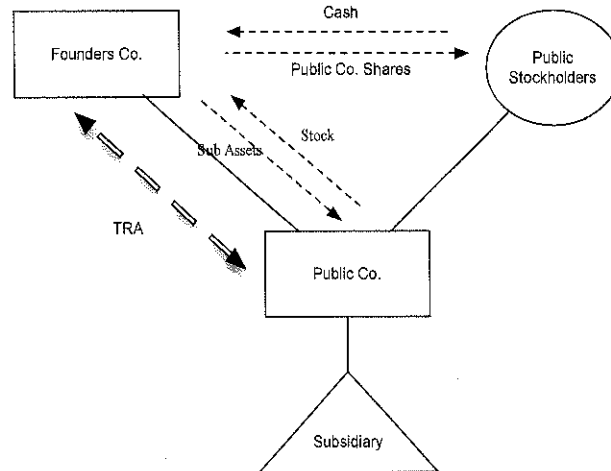 Cash
Founders Co.
Public
Stockholders
Public Co. Shares
Stock
Sub Assets
TRA
Public Co.
Subsidiary